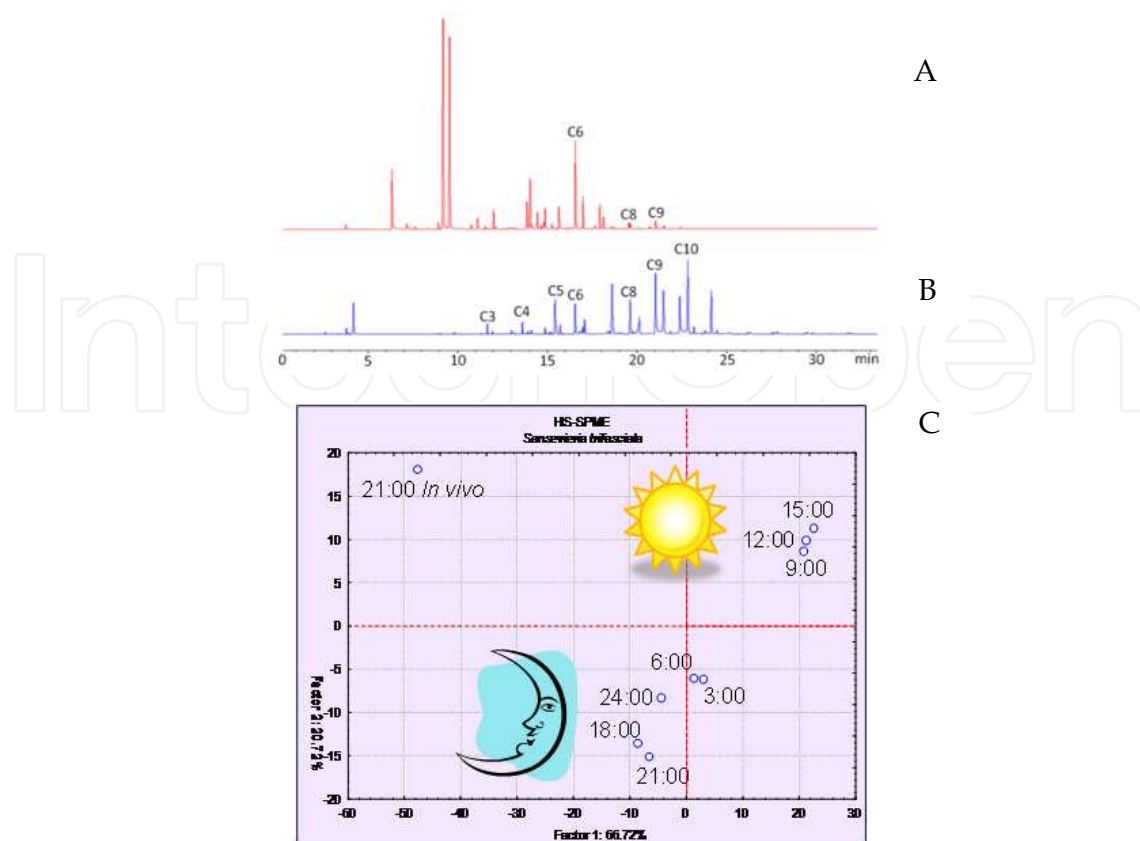 A
C6
C8 C9
B
C3 C4 C5 C6 C8 C9 C10
0 5 10 15 20 25 30 min
C
HS-SPME
Sansevieria trifasciata
20
21:00 In vivo
15
15:00
12:00
10
9:00
5
0
6:00
-5
24:00 3:00
-10
18:00
-15
21:00
-20
Factor 2: 20.72%
-60 -50 -40 -30 -20 -10 0 10 20 30
Factor 1: 66.72%